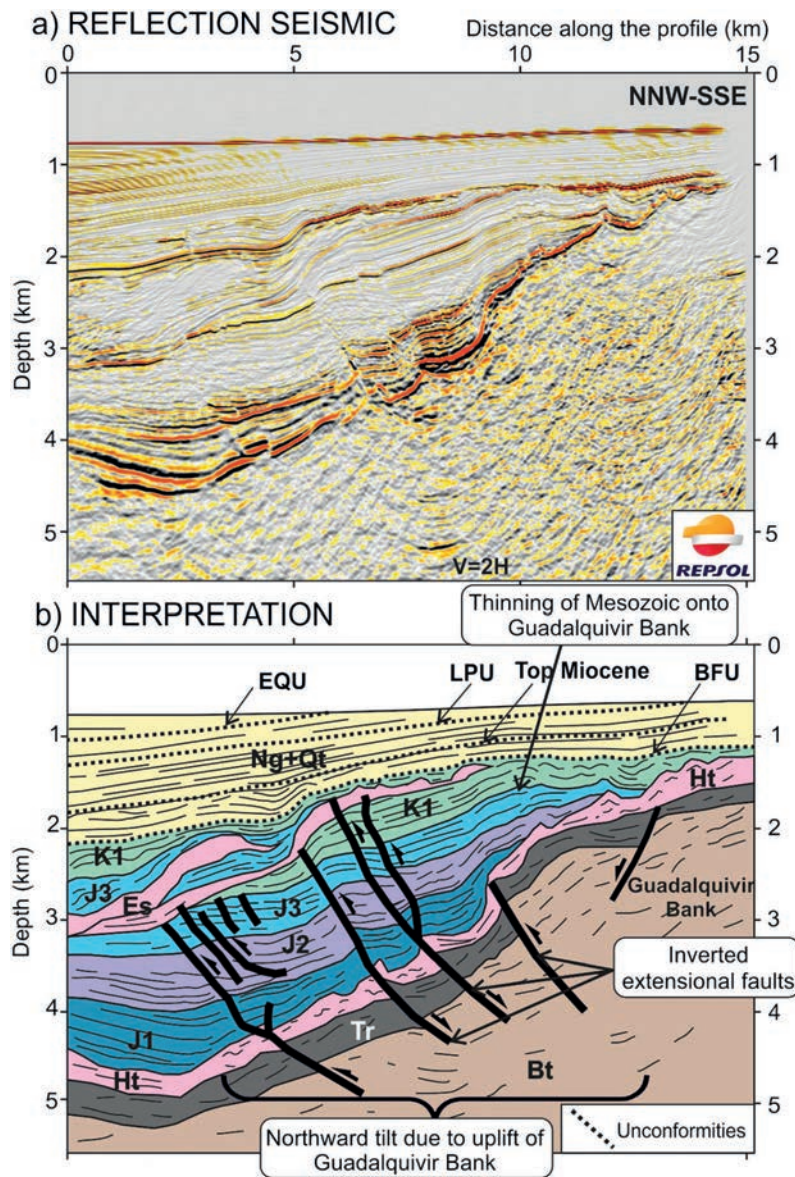 a) REFLECTION SEISMIC
Distance along the profile (km)
0 5 10 15
0 0
NNW-SSE
1 1
2 2
Depth (km)
3 3
4 4
5 5
V=2H
REPSOL
b) INTERPRETATION
Thinning of Mesozoic onto
Guadalquivir Bank
0 0
EQU LPU Top Miocene BFU
1 1
Ng+Qt
Ht
K1
2 2
K1
Depth (km)
J3
Guadalquivir
Bank
Es
J3
3 3
J2
Inverted
extensional faults
4 4
J1
Tr
Ht
Bt
5 5
Northward tilt due to uplift of
Guadalquivir Bank
Unconformities